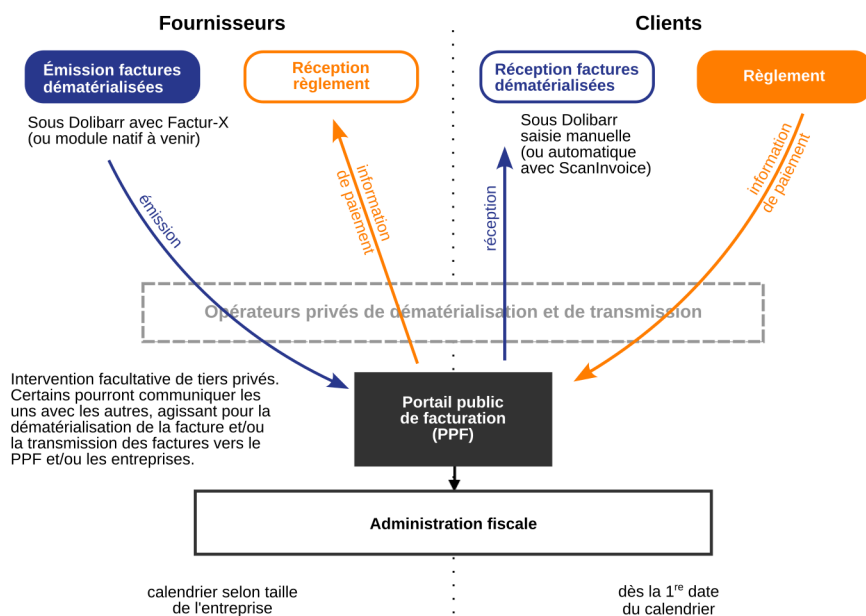 Fournisseurs
Clients
Émission factures
dématérialisées
Réception
règlement
Réception factures
dématérialisées
Règlement
Sous Dolibarr avec Factur-X
(ou module natif à venir)
Sous Dolibarr
saisie manuelle
(ou automatique
avec ScanInvoice)
émission
information
de paiement
réception
information
de paiement
Opérateurs privés de dématérialisation et de transmission
Intervention facultative de tiers privés.
Certains pourront communiquer les
uns avec les autres, agissant pour la
dématérialisation de la facture et/ou
la transmission des factures vers le
PPF et/ou les entreprises.
Portail public
de facturation
(PPF)
Administration fiscale
calendrier selon taille
de l'entreprise
dès la 1re date
du calendrier